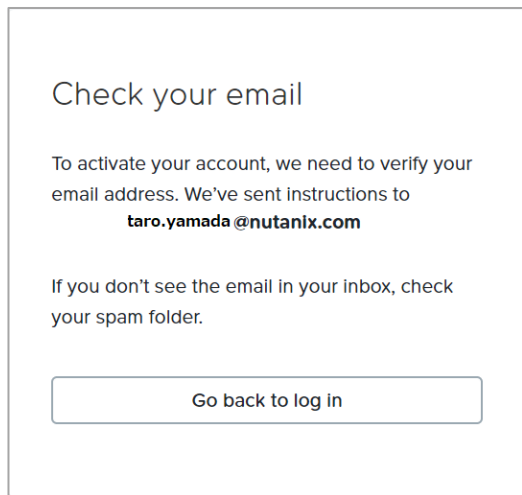 Check your email
To activate your account, we need to verify your
email address. We’ve sent instructions to
taro.yamada@nutanix.com
If you don’t see the email in your inbox, check
your spam folder.
Go back to log in